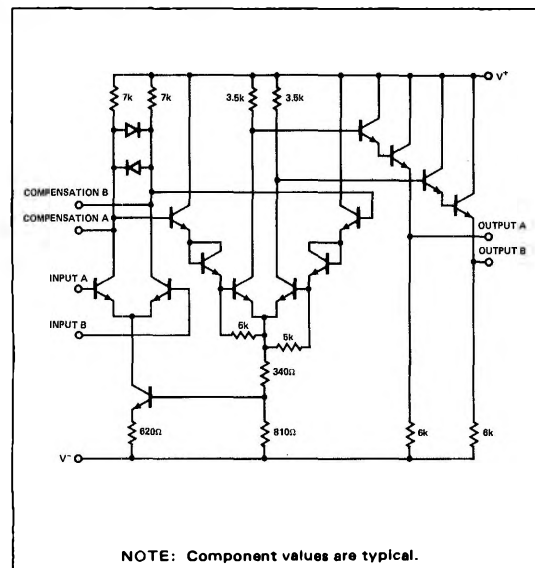 V⁺
7k 7k 3.5k 3.5k
COMPENSATION B
COMPENSATION A
OUTPUT A
OUTPUT B
INPUT A
INPUT B
5k
5k
340Ω
620Ω 810Ω 6k 6k
V⁻
NOTE: Component values are typical.